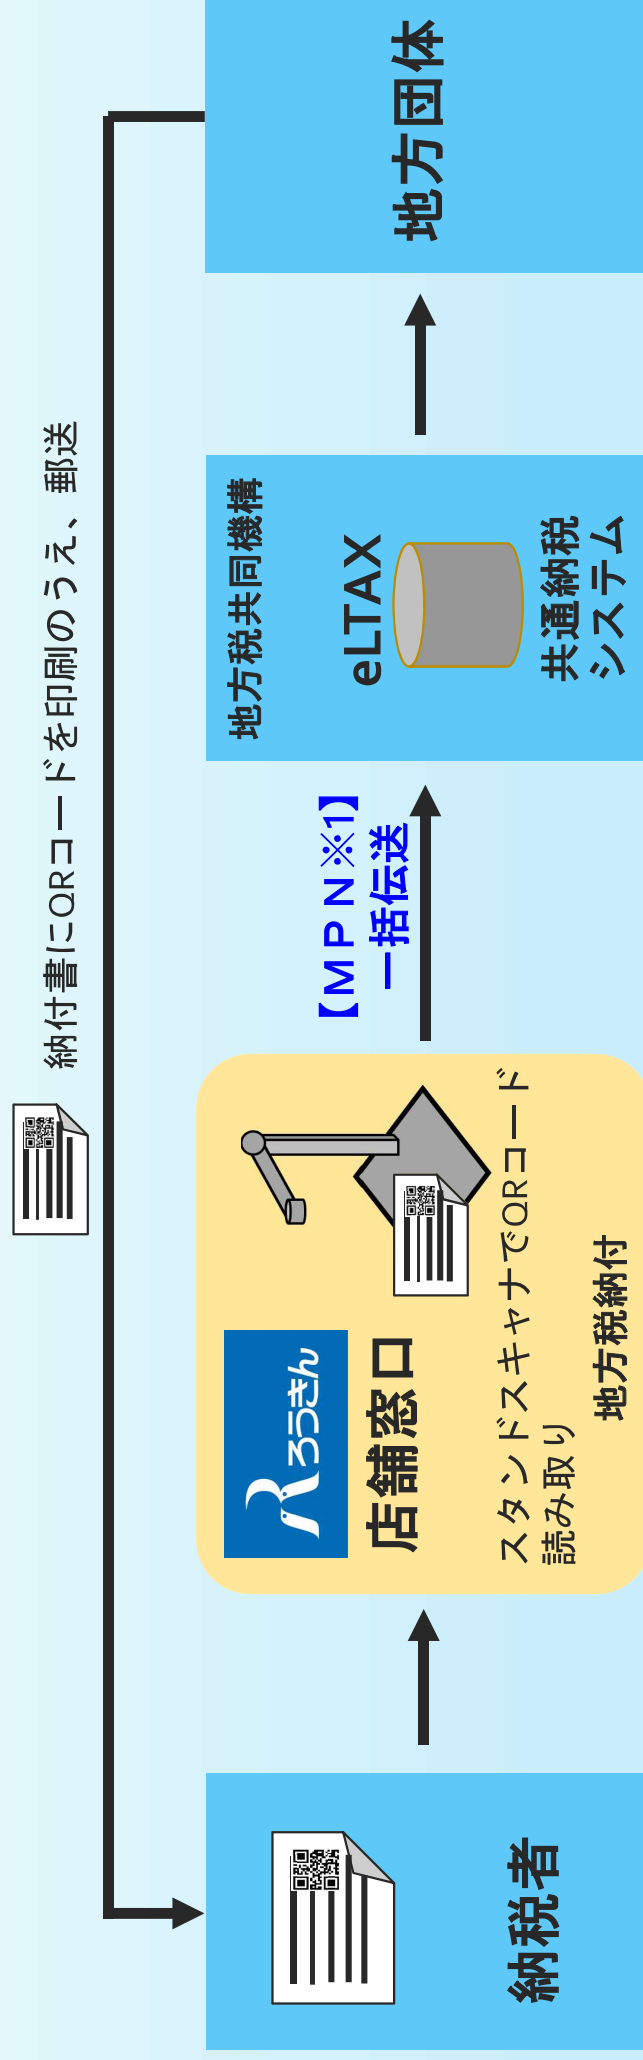 納付書にQRコードを印刷のうえ、郵送
納税者
ろうきん
店舗窓口
スタンドスキャナでQRコード
読み取り
地方税納付
【ＭＰＮ※1】
一括伝送
地方税共同機構
eLTAX
共通納税
システム
地方団体